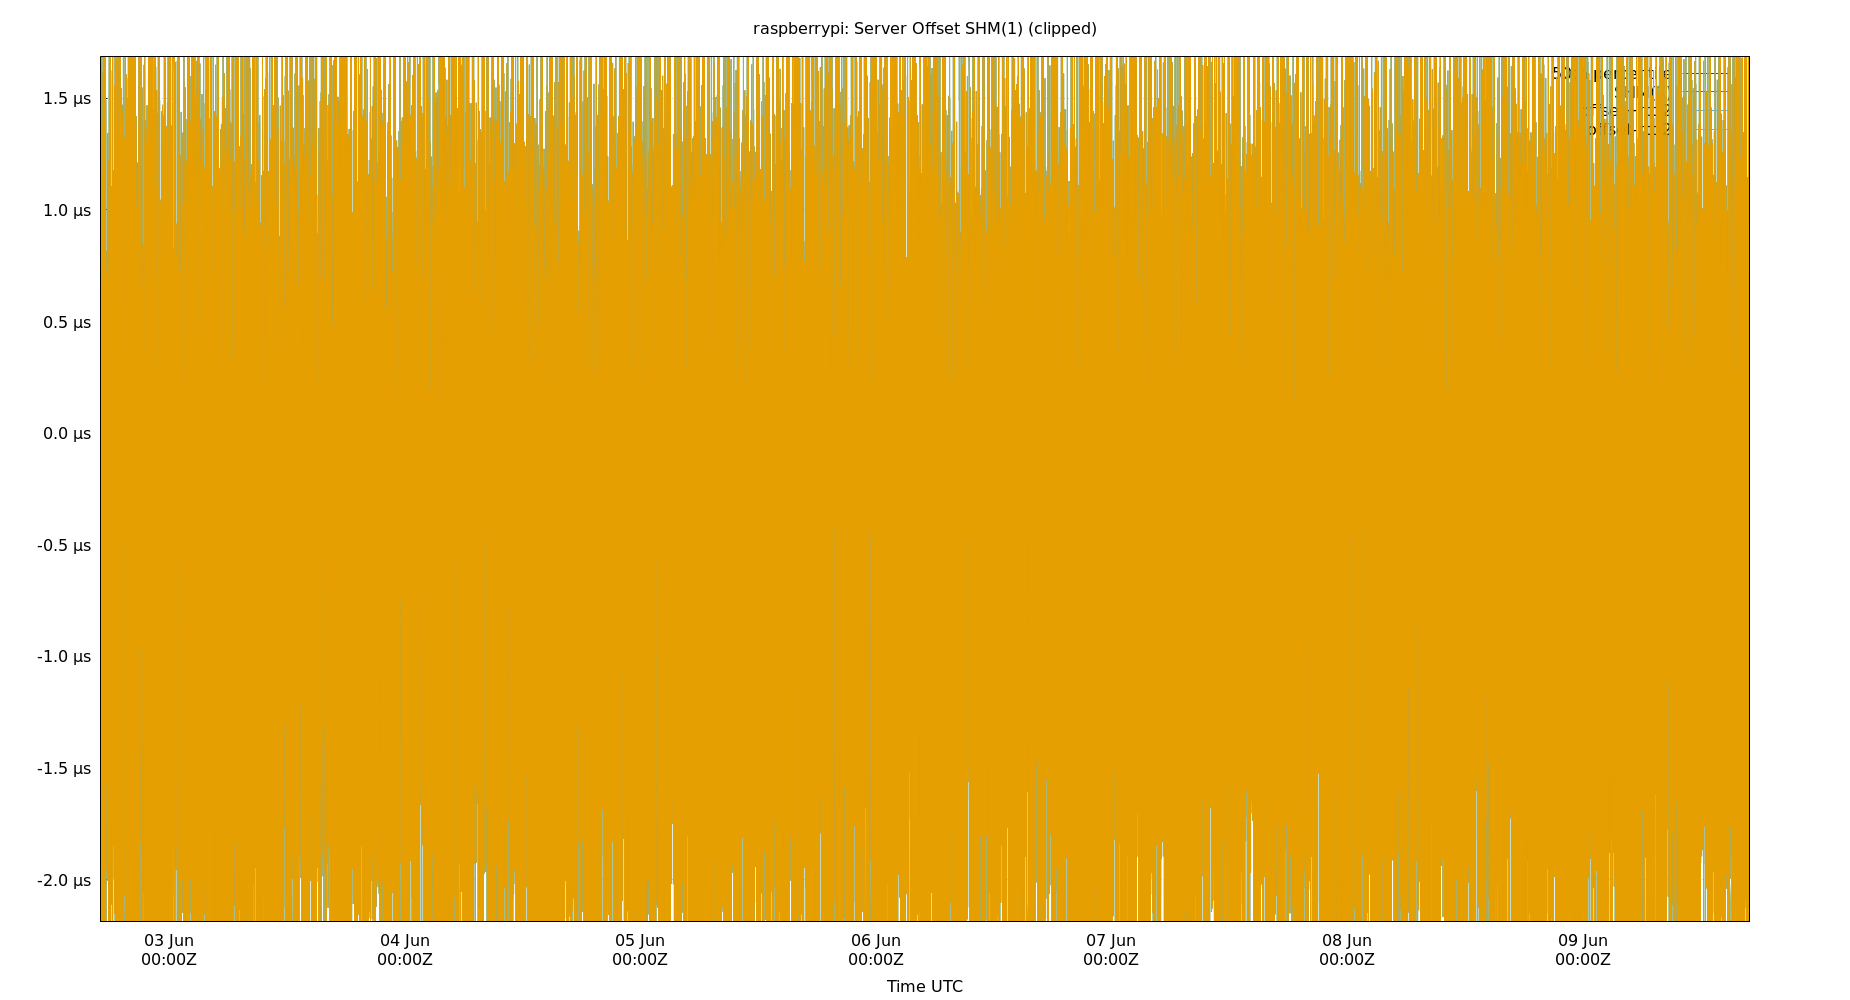 raspberrypi: Server Offset SHM(1) (clipped)
1.5 µs
1.0 µs
0.5 µs
0.0 µs
-0.5 µs
-1.0 µs
-1.5 µs
-2.0 µs
03 Jun 04 Jun 05 Jun 06 Jun 07 Jun 08 Jun 09 Jun
00:00Z 00:00Z 00:00Z 00:00Z 00:00Z 00:00Z 00:00Z
Time UTC